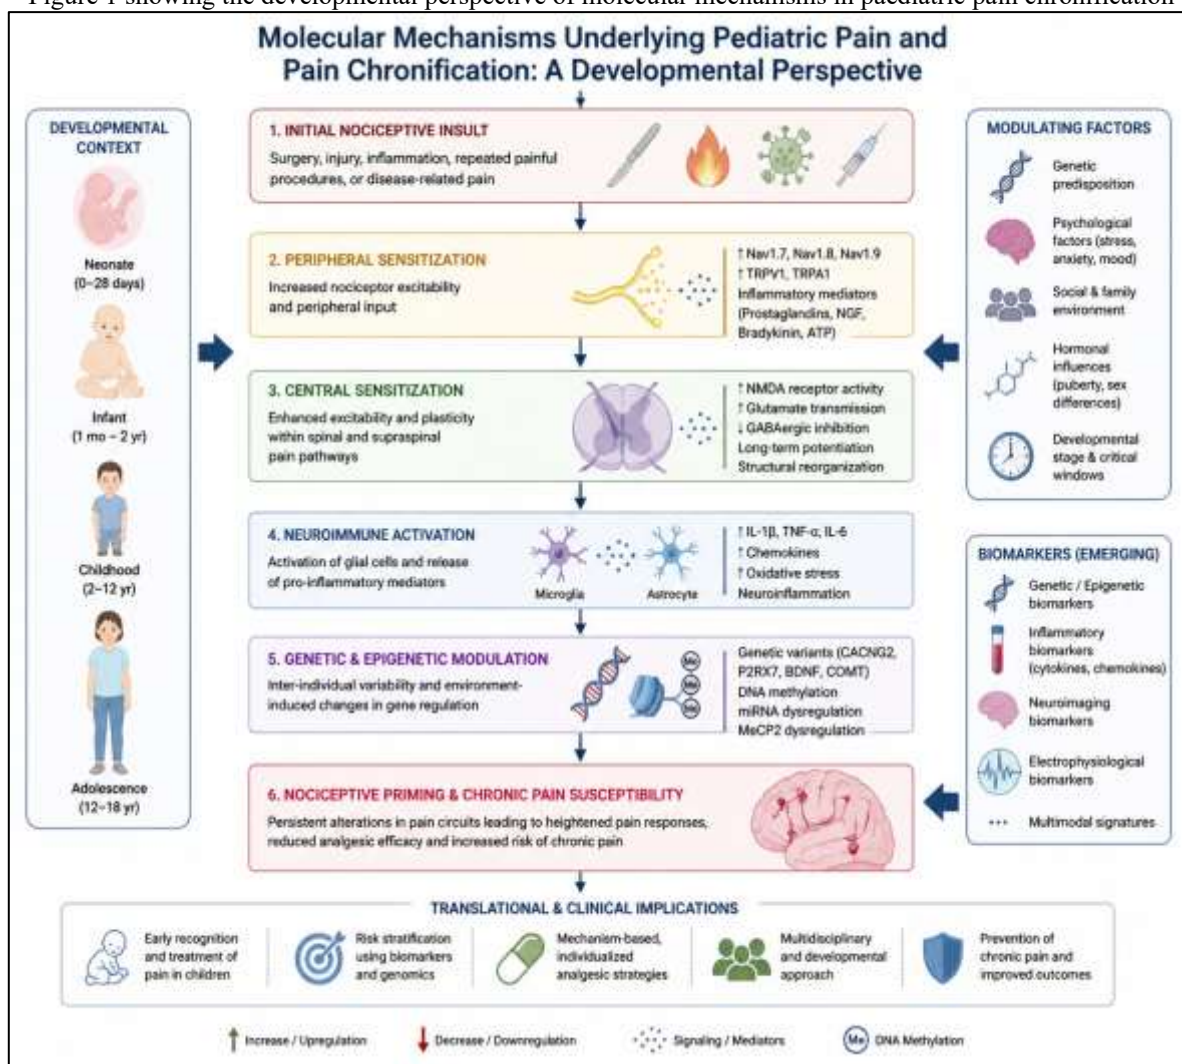 Figure 1 showing the developmental perspective of molecular mechanisms in paediatric pain chronification
Molecular Mechanisms Underlying Pediatric Pain and
Pain Chronification: A Developmental Perspective
DEVELOPMENTAL
CONTEXT
Neonate
(0–28 days)
Infant
(1 mo – 2 yr)
Childhood
(2–12 yr)
Adolescence
(12–18 yr)
1. INITIAL NOCICEPTIVE INSULT
Surgery, injury, inflammation, repeated painful
procedures, or disease-related pain
2. PERIPHERAL SENSITIZATION
Increased nociceptor excitability
and peripheral input
↑ Nav1.7, Nav1.8, Nav1.9
↑ TRPV1, TRPA1
Inflammatory mediators
(Prostaglandins, NGF,
Bradykinin, ATP)
3. CENTRAL SENSITIZATION
Enhanced excitability and plasticity
within spinal and supraspinal
pain pathways
↑ NMDA receptor activity
↑ Glutamate transmission
↓ GABAergic inhibition
Long-term potentiation
Structural reorganization
4. NEUROIMMUNE ACTIVATION
Activation of glial cells and release
of pro-inflammatory mediators
Microglia
Astrocyte
↑ IL-1β, TNF-α, IL-6
↑ Chemokines
↑ Oxidative stress
Neuroinflammation
5. GENETIC & EPIGENETIC MODULATION
Inter-individual variability and environment-
induced changes in gene regulation
Me
Me
Me
Genetic variants (CACNG2,
P2RX7, BDNF, COMT)
DNA methylation
miRNA dysregulation
MeCP2 dysregulation
6. NOCICEPTIVE PRIMING & CHRONIC PAIN SUSCEPTIBILITY
Persistent alterations in pain circuits leading to heightened pain responses,
reduced analgesic efficacy and increased risk of chronic pain
MODULATING FACTORS
Genetic
predisposition
Psychological
factors (stress,
anxiety, mood)
Social & family
environment
Hormonal
influences
(puberty, sex
differences)
Developmental
stage & critical
windows
BIOMARKERS (EMERGING)
Genetic / Epigenetic
biomarkers
Inflammatory
biomarkers
(cytokines, chemokines)
Neuroimaging
biomarkers
Electrophysiological
biomarkers
••• Multimodal signatures
TRANSLATIONAL & CLINICAL IMPLICATIONS
Early recognition
and treatment of
pain in children
Risk stratification
using biomarkers
and genomics
Mechanism-based,
individualized
analgesic strategies
Multidisciplinary
and developmental
approach
Prevention of
chronic pain and
improved outcomes
↑ Increase / Upregulation
↓ Decrease / Downregulation
Signaling / Mediators
Me DNA Methylation